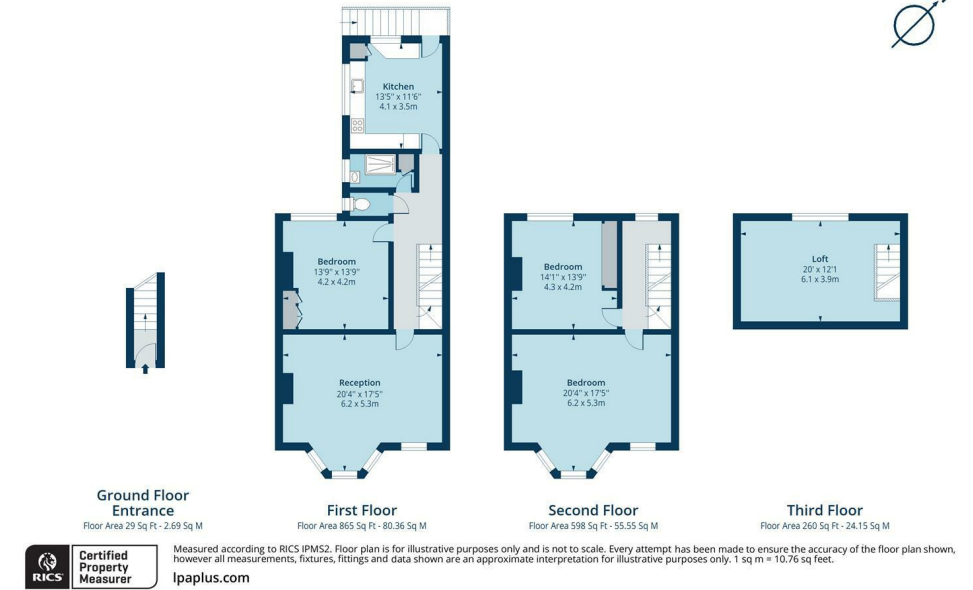 Kitchen
13'5" x 11'6"
4.1 x 3.5m
Bedroom
13'9" x 13'9"
4.2 x 4.2m
Reception
20'4" x 17'5"
6.2 x 5.3m
Bedroom
14'1" x 13'9"
4.3 x 4.2m
Bedroom
20'4" x 17'5"
6.2 x 5.3m
Loft
20' x 12'1
6.1 x 3.9m
Ground Floor
Entrance
Floor Area 29 Sq Ft - 2.69 Sq M
First Floor
Floor Area 865 Sq Ft - 80.36 Sq M
Second Floor
Floor Area 598 Sq Ft - 55.55 Sq M
Third Floor
Floor Area 260 Sq Ft - 24.15 Sq M
RICS
Certified
Property
Measurer
Measured according to RICS IPMS2. Floor plan is for illustrative purposes only and is not to scale. Every attempt has been made to ensure the accuracy of the floor plan shown,
however all measurements, fixtures, fittings and data shown are an approximate interpretation for illustrative purposes only. 1 sq m = 10.76 sq feet.
lpaplus.com